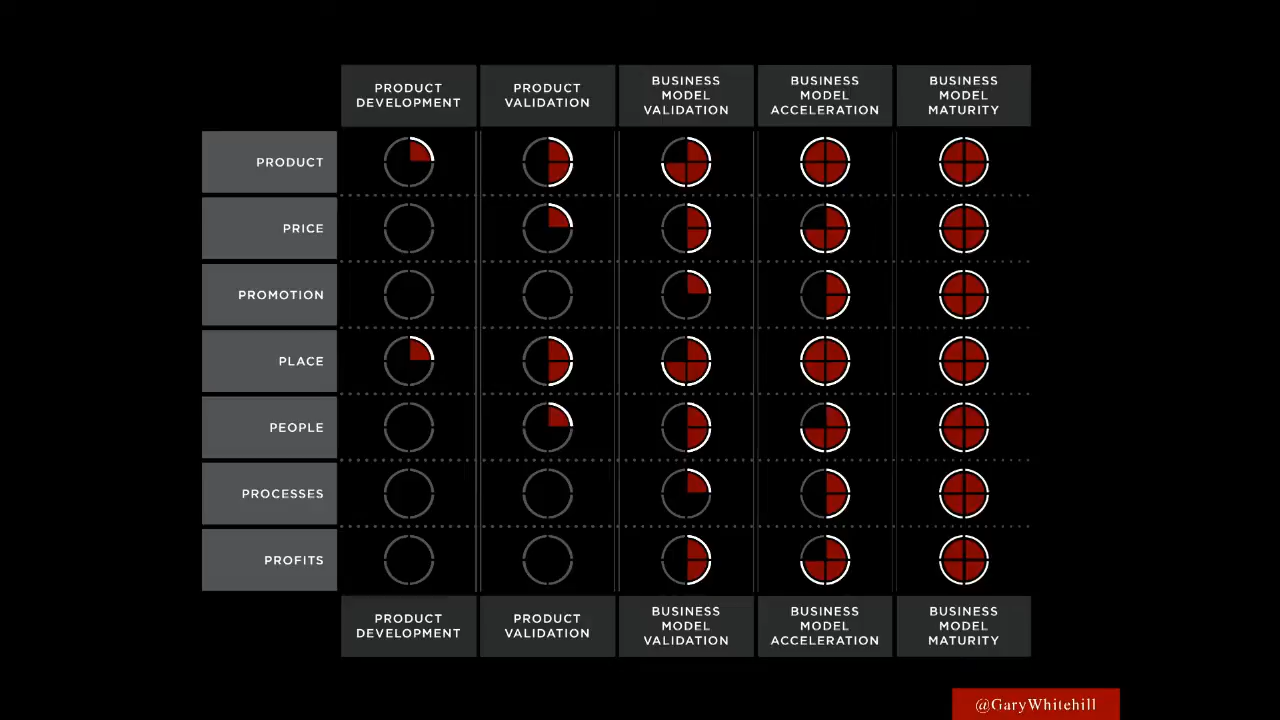 PRODUCT
DEVELOPMENT
PRODUCT
VALIDATION
BUSINESS
MODEL
VALIDATION
BUSINESS
MODEL
ACCELERATION
BUSINESS
MODEL
MATURITY
PRODUCT
PRICE
PROMOTION
PLACE
PEOPLE
PROCESSES
PROFITS
PRODUCT
DEVELOPMENT
PRODUCT
VALIDATION
BUSINESS
MODEL
VALIDATION
BUSINESS
MODEL
ACCELERATION
BUSINESS
MODEL
MATURITY
@GaryWhitehill